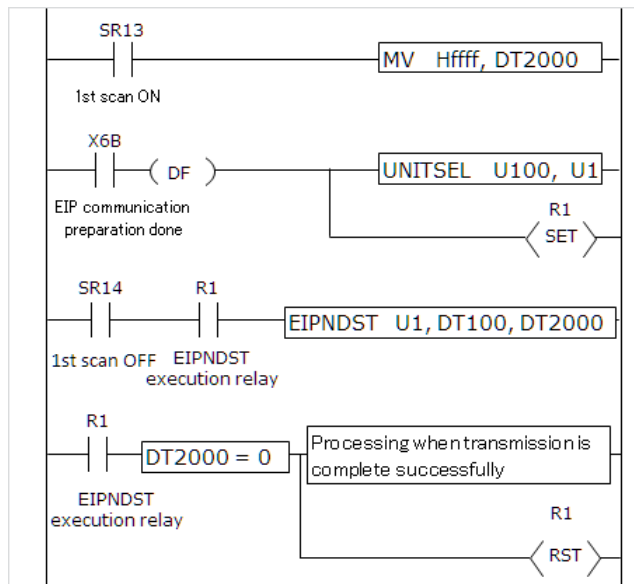 SR13
MV Hffff, DT2000
1st scan ON
X6B
DF
UNITSEL U100, U1
EIP communication
preparation done
R1
SET
SR14 R1
EIPNDST U1, DT100, DT2000
1st scan OFF EIPNDST
execution relay
R1
DT2000 = 0
Processing when transmission is
complete successfully
EIPNDST
execution relay
R1
RST